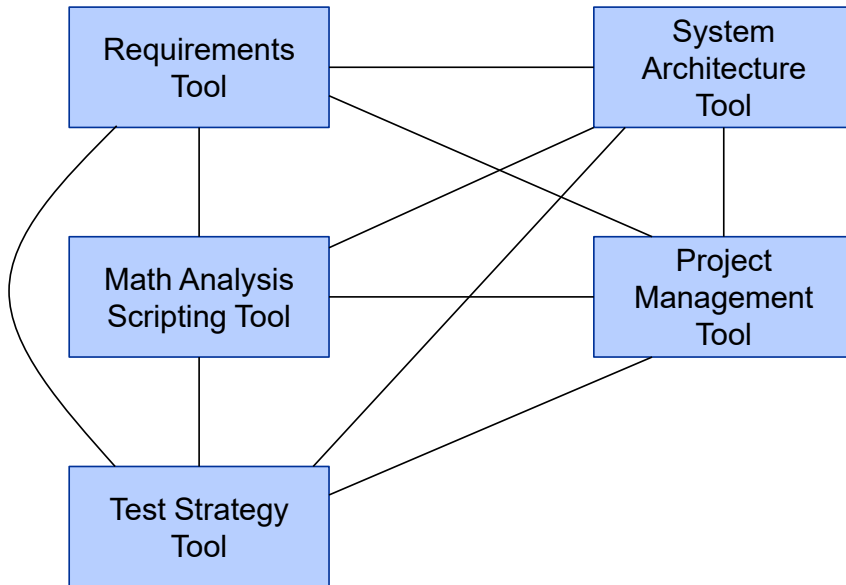 Requirements
Tool
System
Architecture
Tool
Math Analysis
Scripting Tool
Project
Management
Tool
Test Strategy
Tool